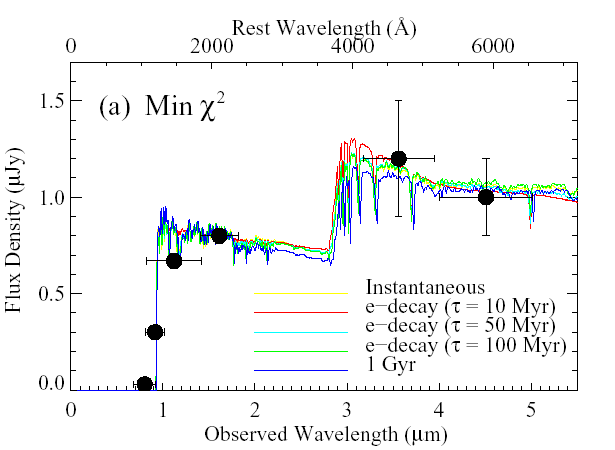 Rest Wavelength (Å)
0 2000 4000 6000
(a) Min χ²
1.5
1.0
0.5
0.0
Flux Density (μJy)
Instantaneous
e−decay (τ = 10 Myr)
e−decay (τ = 50 Myr)
e−decay (τ = 100 Myr)
1 Gyr
0 1 2 3 4 5
Observed Wavelength (μm)